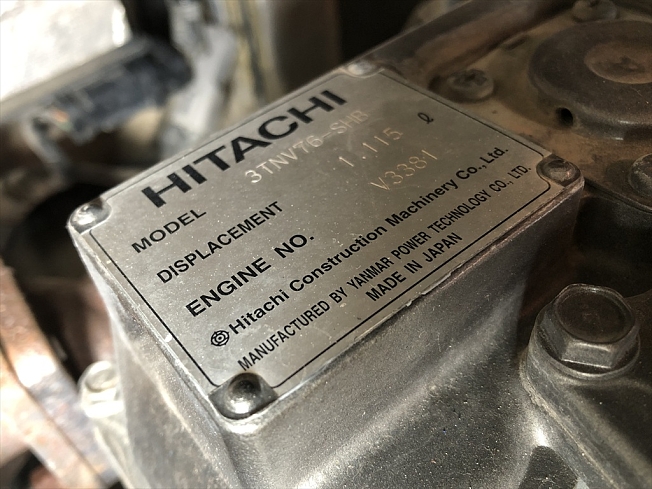 HITACHI
MODEL 3TNV76-SHB
DISPLACEMENT 1.115 ℓ
ENGINE NO. V3381
Hitachi Construction Machinery Co., Ltd.
MANUFACTURED BY YANMAR POWER TECHNOLOGY CO., LTD.
MADE IN JAPAN